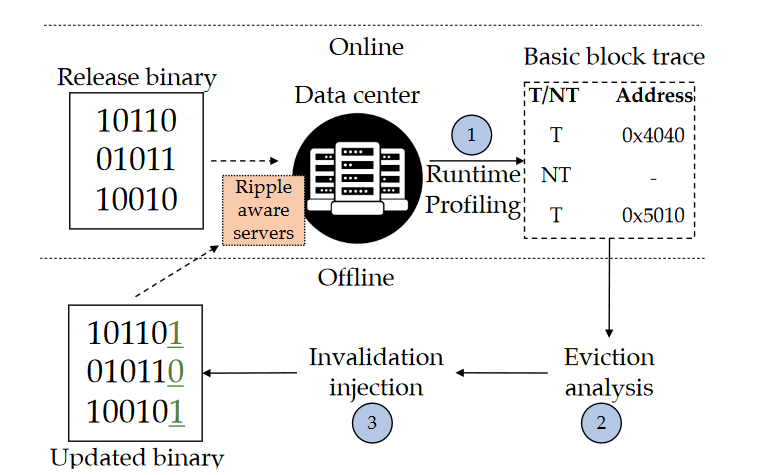 Online
Release binary
10110
01011
10010
Data center
Ripple
aware
servers
1
Runtime
Profiling
Basic block trace
T/NT Address
T 0x4040
NT -
T 0x5010
Offline
Eviction
analysis
2
Invalidation
injection
3
101101
010110
100101
Updated binary